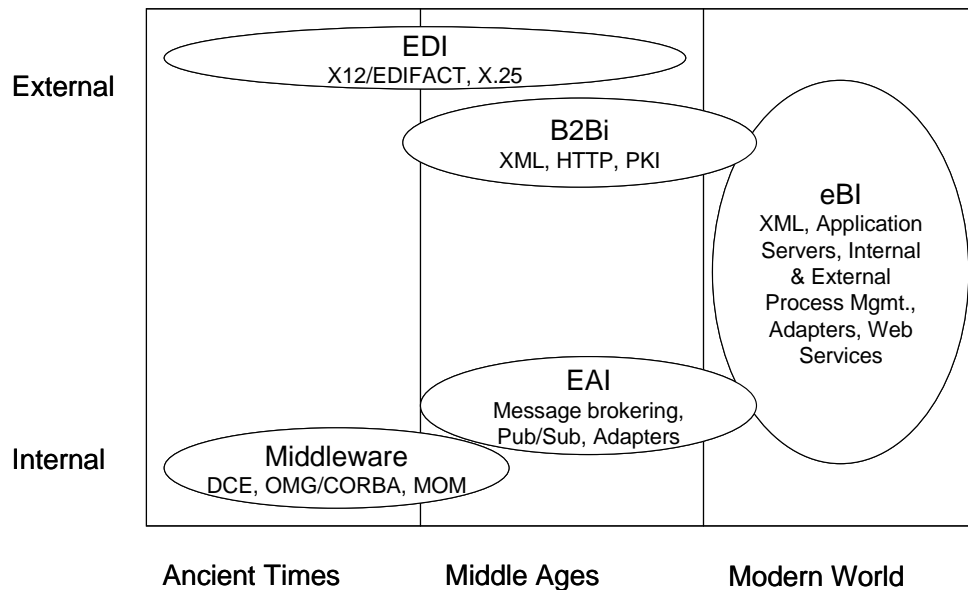 EDI
X12/EDIFACT, X.25
External
B2Bi
XML, HTTP, PKI
eBI
XML, Application
Servers, Internal
& External
Process Mgmt.,
Adapters, Web
Services
EAI
Message brokering,
Pub/Sub, Adapters
Internal
Middleware
DCE, OMG/CORBA, MOM
Ancient Times
Middle Ages
Modern World